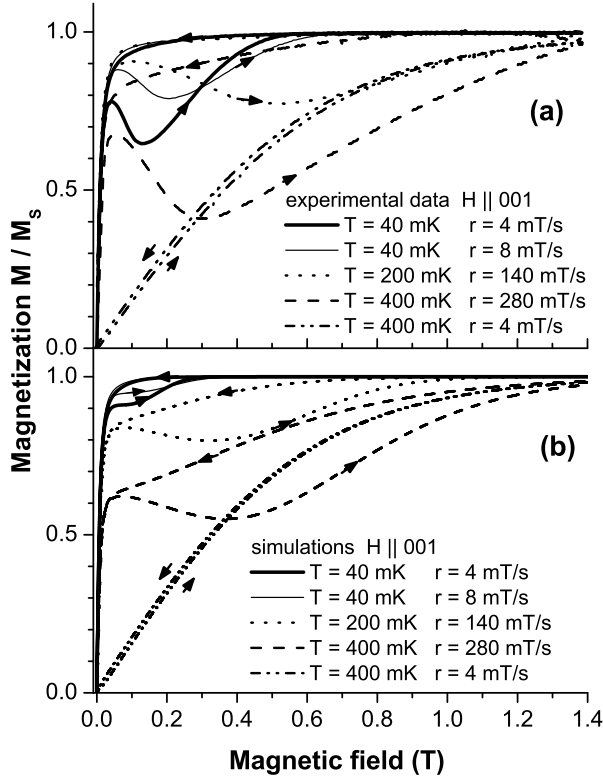 Magnetization M / Ms
1.0
0.5
0.0
(a)
experimental data H || 001
T = 40 mK r = 4 mT/s
T = 40 mK r = 8 mT/s
T = 200 mK r = 140 mT/s
T = 400 mK r = 280 mT/s
T = 400 mK r = 4 mT/s
1.0
0.5
0.0
(b)
simulations H || 001
T = 40 mK r = 4 mT/s
T = 40 mK r = 8 mT/s
T = 200 mK r = 140 mT/s
T = 400 mK r = 280 mT/s
T = 400 mK r = 4 mT/s
0.0 0.2 0.4 0.6 0.8 1.0 1.2 1.4
Magnetic field (T)